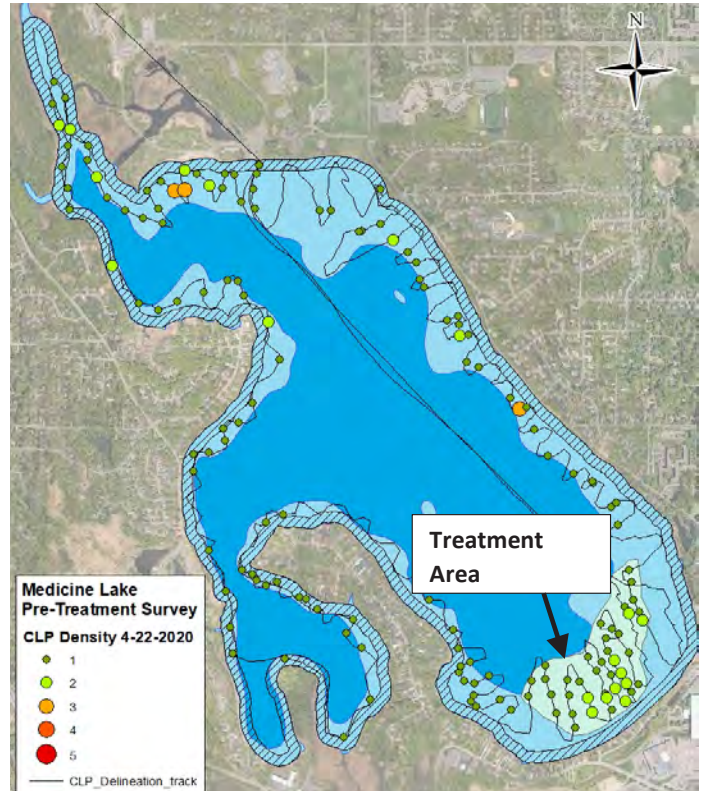 N
Treatment
Area
Medicine Lake
Pre-Treatment Survey
CLP Density 4-22-2020
1
2
3
4
5
CLP_Delineation_track